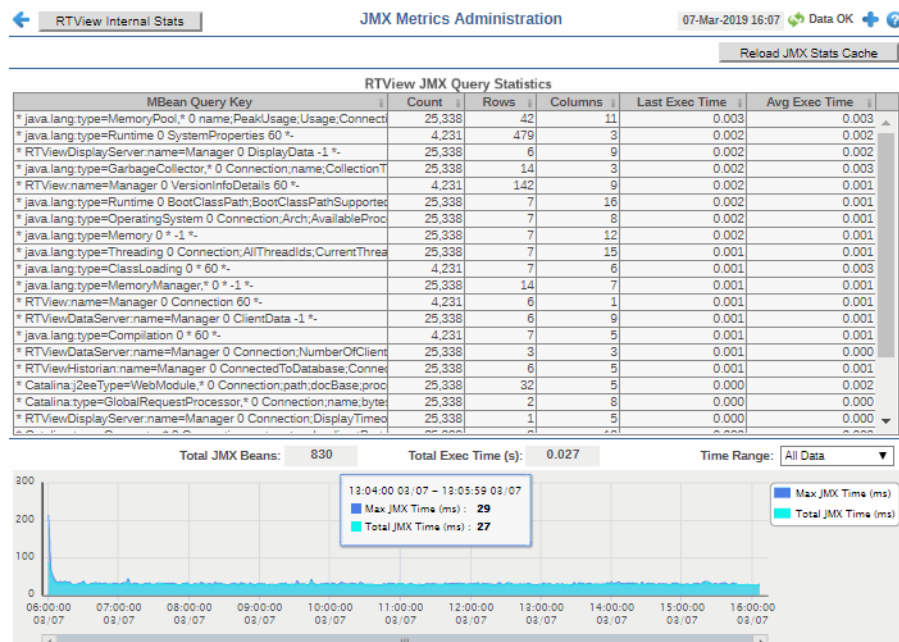 RTView Internal Stats JMX Metrics Administration 07-Mar-2019 16:07 Data OK
Reload JMX Stats Cache
RTView JMX Query Statistics
MBean Query Key Count Rows Columns Last Exec Time Avg Exec Time
* java.lang:type=MemoryPool,* 0 name;PeakUsage;Usage;Connecti 25,338 42 11 0.003 0.003
* java.lang:type=Runtime 0 SystemProperties 60 *- 4,231 479 3 0.002 0.002
* RTViewDisplayServer:name=Manager 0 DisplayData -1 *- 25,338 6 9 0.002 0.002
* java.lang:type=GarbageCollector,* 0 Connection;name;CollectionT 25,338 14 3 0.002 0.003
* RTView:name=Manager 0 VersionInfoDetails 60 *- 4,231 142 9 0.002 0.001
* java.lang:type=Runtime 0 BootClassPath;BootClassPathSupported 25,338 7 16 0.002 0.001
* java.lang:type=OperatingSystem 0 Connection;Arch;AvailableProc 25,338 7 8 0.002 0.001
* java.lang:type=Memory 0 * -1 *- 25,338 7 12 0.002 0.001
* java.lang:type=Threading 0 Connection;AllThreadIds;CurrentThrea 25,338 7 15 0.001 0.001
* java.lang:type=ClassLoading 0 * 60 *- 4,231 7 6 0.001 0.003
* java.lang:type=MemoryManager,* 0 * -1 *- 25,338 14 7 0.001 0.001
* RTView:name=Manager 0 Connection 60 *- 4,231 6 1 0.001 0.001
* RTViewDataServer:name=Manager 0 ClientData -1 *- 25,338 6 9 0.001 0.001
* java.lang:type=Compilation 0 * 60 *- 4,231 7 5 0.001 0.001
* RTViewDataServer:name=Manager 0 Connection;NumberOfClient 25,338 3 3 0.001 0.000
* RTViewHistorian:name=Manager 0 ConnectedToDatabase;Connec 25,338 6 5 0.001 0.001
* Catalina:j2eeType=WebModule,* 0 Connection;path;docBase;proc 25,338 32 5 0.000 0.002
* Catalina:type=GlobalRequestProcessor,* 0 Connection;name;byte: 25,338 2 8 0.000 0.000
* RTViewDisplayServer:name=Manager 0 Connection;DisplayTimeo 25,338 1 5 0.000 0.000
Total JMX Beans: 830 Total Exec Time (s): 0.027 Time Range: All Data
300
200
100
0
13:04:00 03/07 – 13:05:59 03/07
Max JMX Time (ms) : 29
Total JMX Time (ms) : 27
Max JMX Time (ms)
Total JMX Time (ms)
06:00:00 07:00:00 08:00:00 09:00:00 10:00:00 11:00:00 12:00:00 13:00:00 14:00:00 15:00:00 16:00:00
03/07 03/07 03/07 03/07 03/07 03/07 03/07 03/07 03/07 03/07 03/07